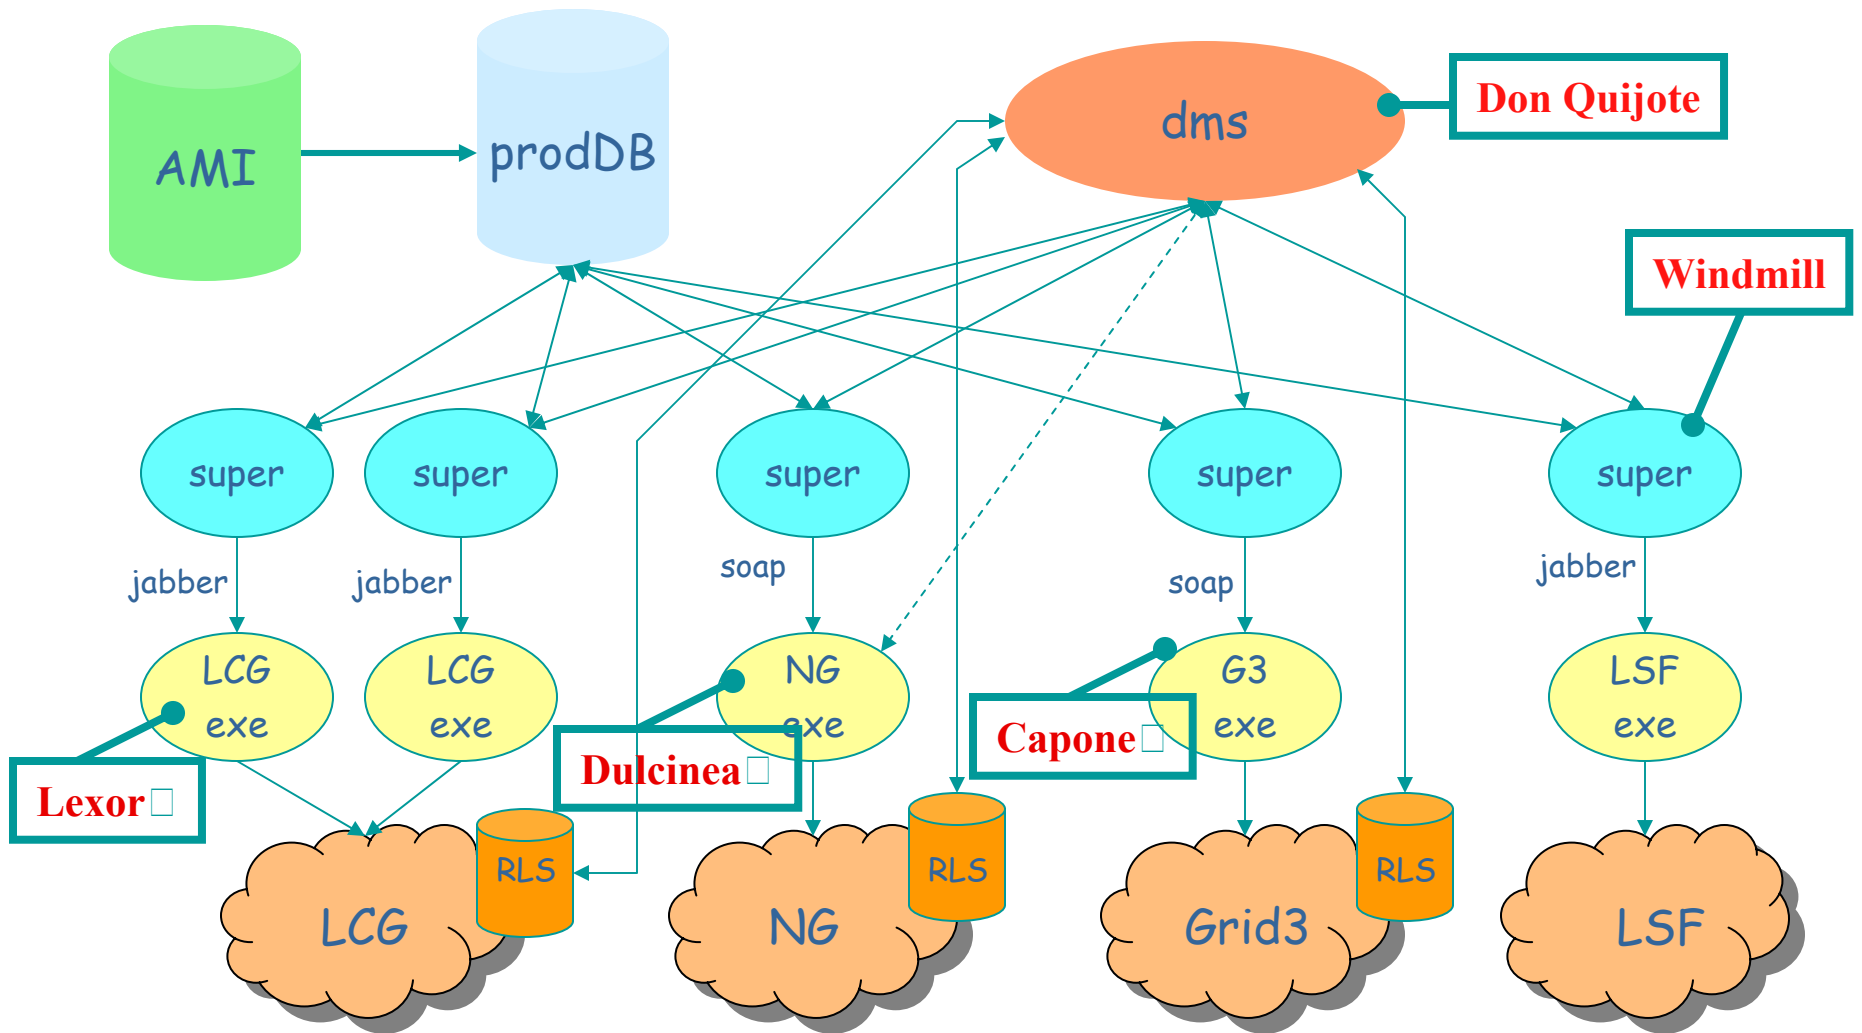 AMI
prodDB
dms
Don Quijote
Windmill
super
super
super
super
super
jabber
jabber
soap
soap
jabber
LCG
exe
LCG
exe
NG
exe
G3
exe
LSF
exe
Lexor
Dulcinea
Capone
RLS
RLS
RLS
LCG
NG
Grid3
LSF